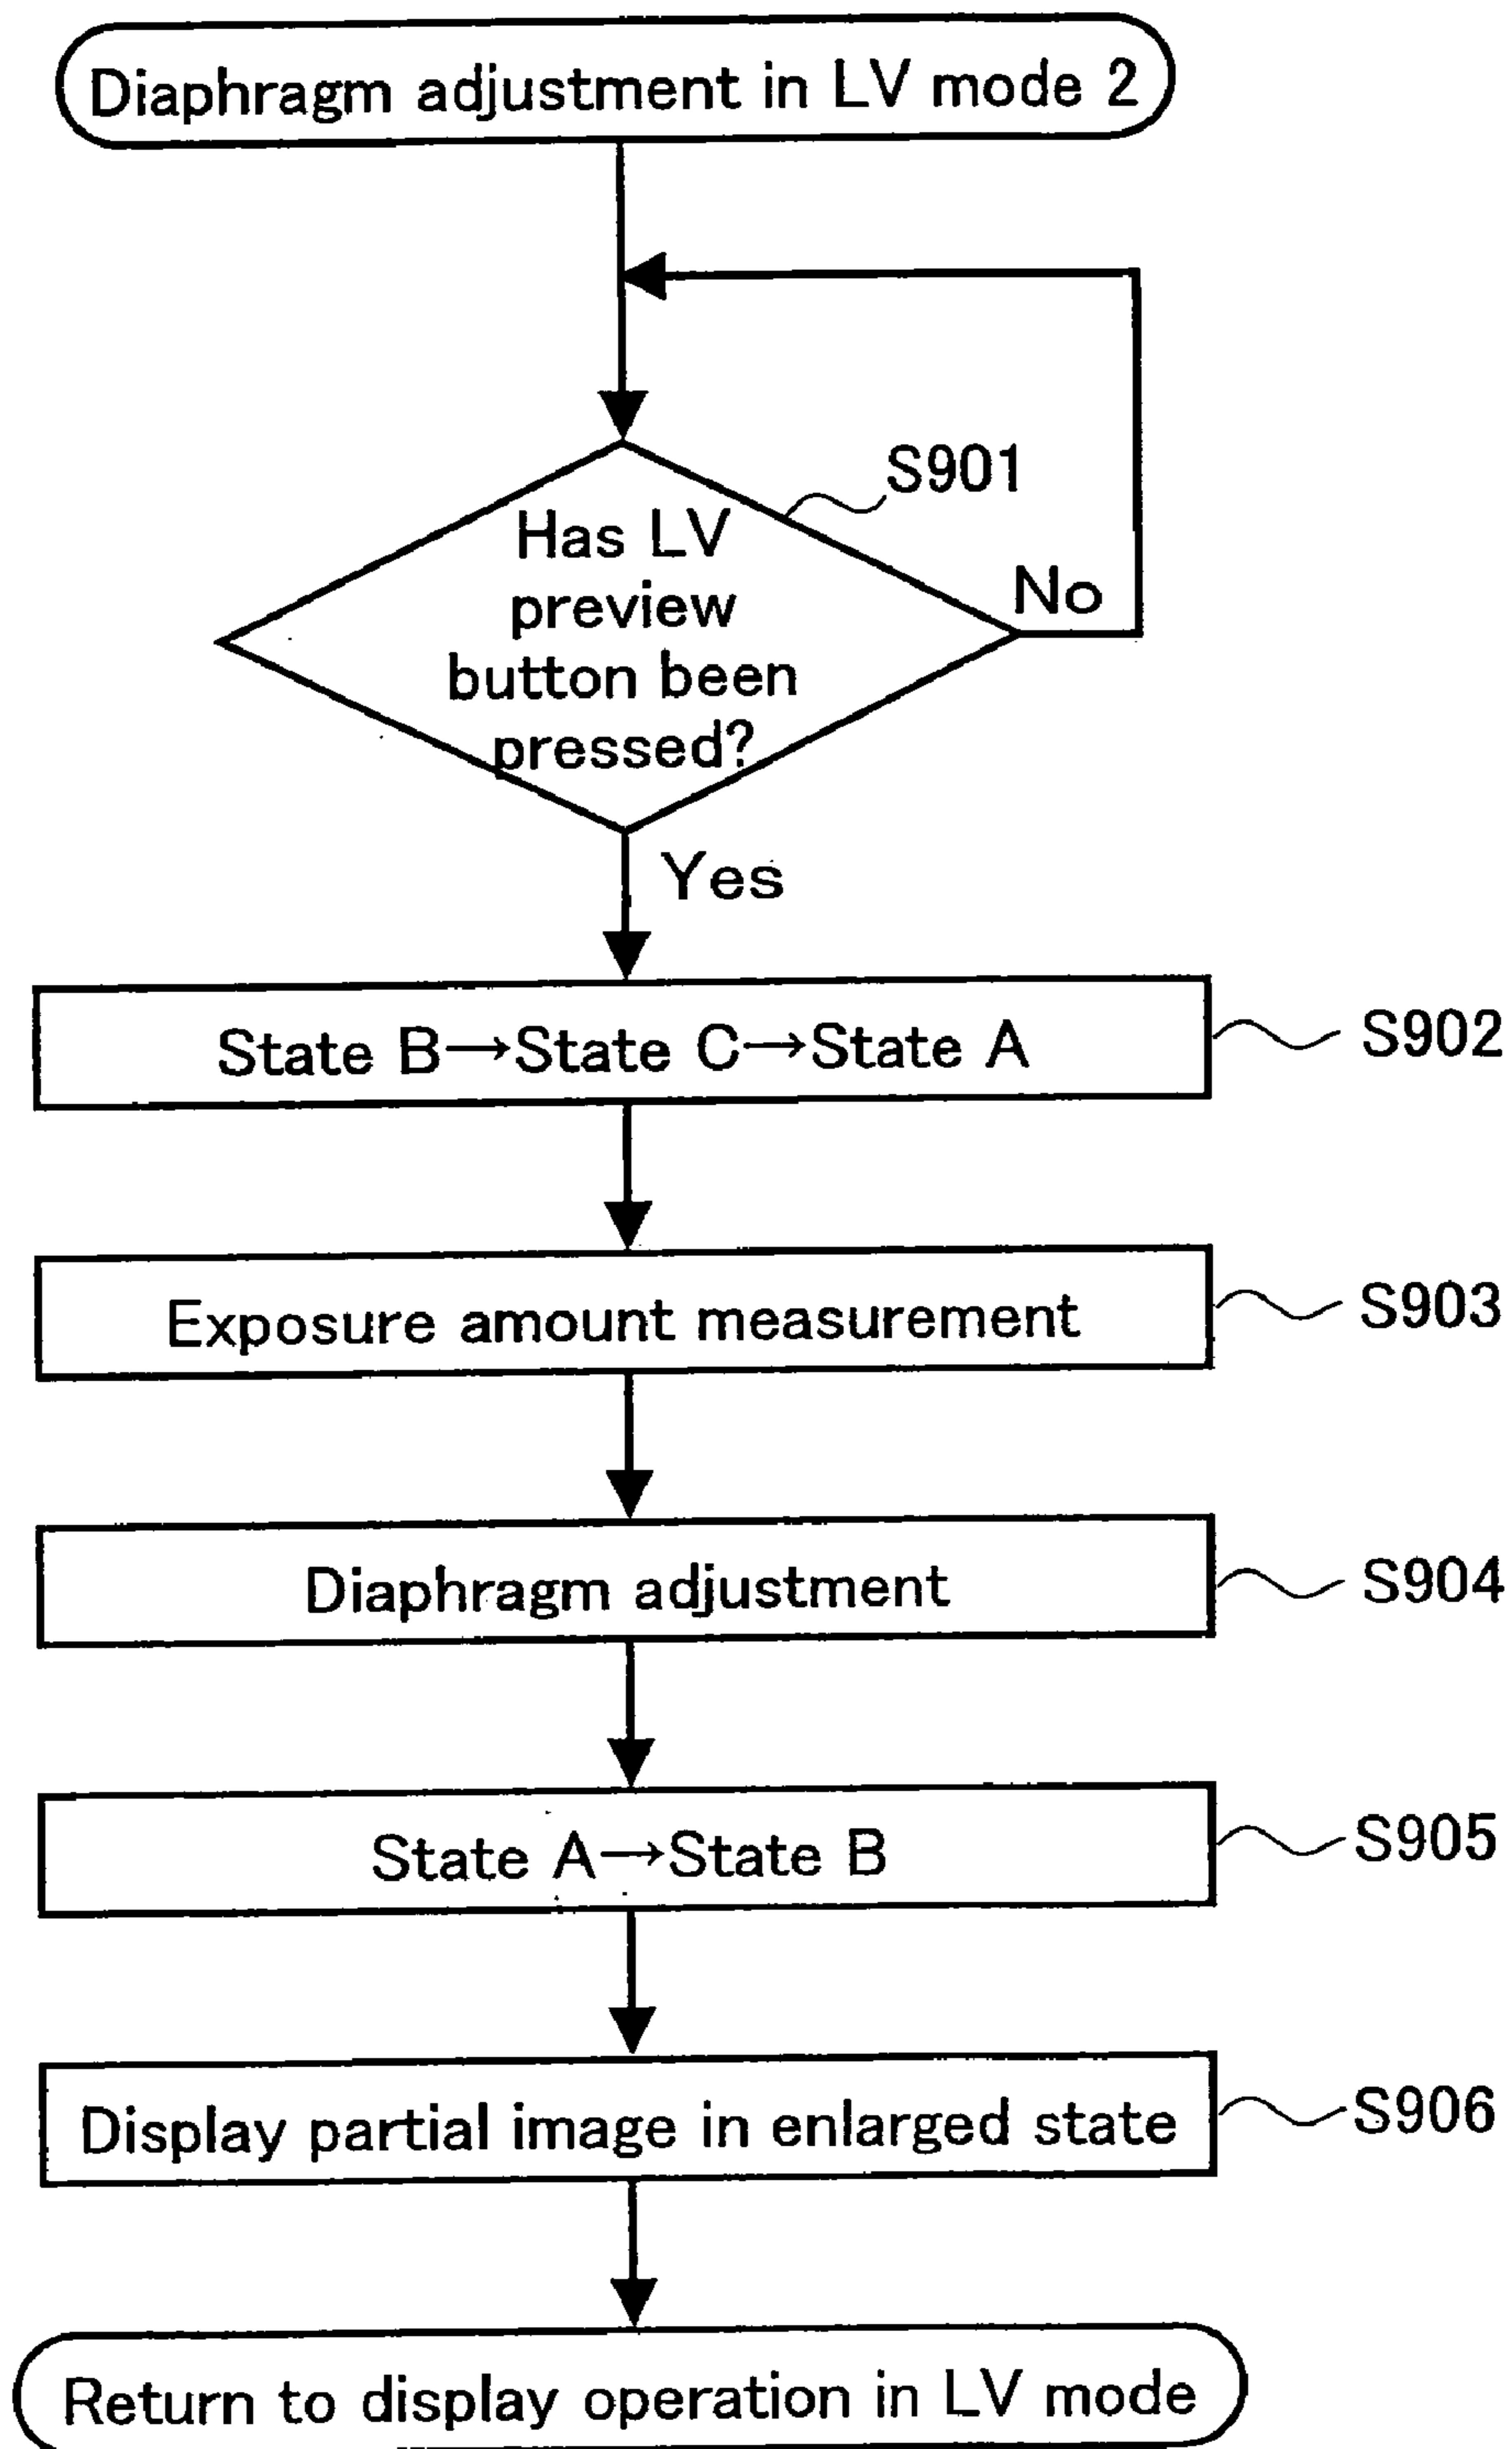 Diaphragm adjustment in LV mode 2
S901
Has LV
preview
button been
pressed?
No
Yes
State B→State C→State A
S902
Exposure amount measurement
S903
Diaphragm adjustment
S904
State A→State B
S905
Display partial image in enlarged state
S906
Return to display operation in LV mode